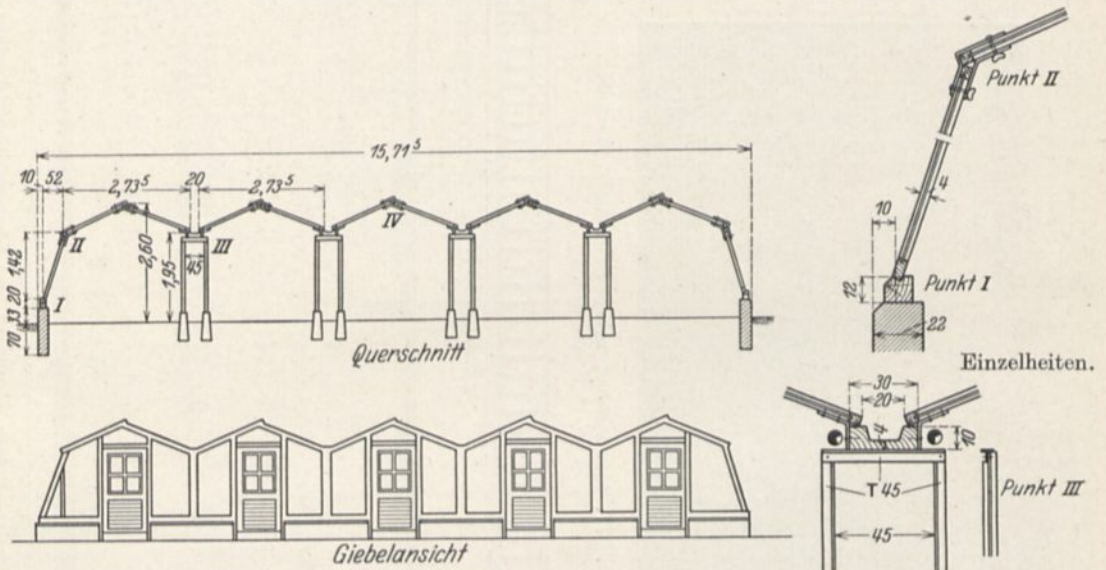 15,71⁵
10 52 2,73⁵ 20 2,73⁵
II III IV
1,42 2,60 1,95 45
20 I
33
70
Querschnitt
Punkt II
4
10
12 Punkt I
22
Einzelheiten.
30
20
4 10
T 45 Punkt III
45
Giebelansicht